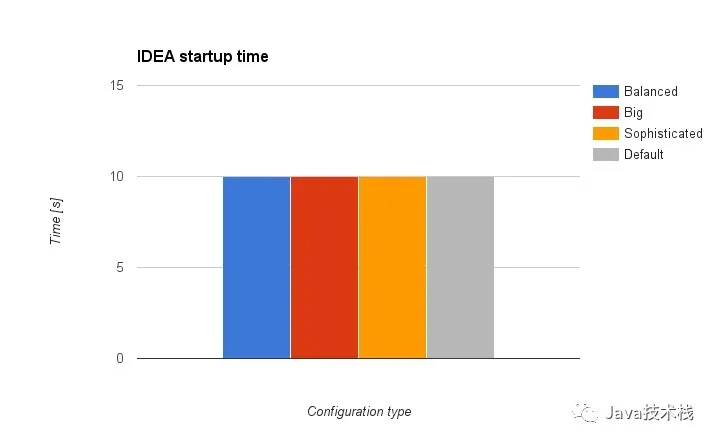 IDEA startup time
15
10
5
0
Time [s]
Configuration type
Balanced
Big
Sophisticated
Default
Java技术栈